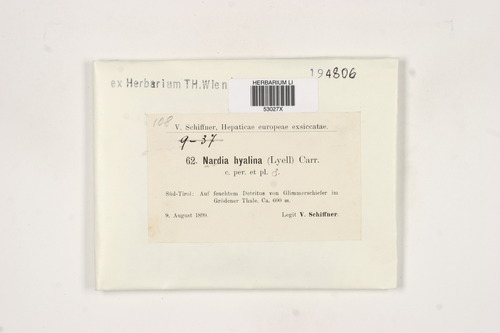 ex Herbarium TH.Wien
194806
HERBARIUM LI
53027X
108
V. Schiffner, Hepaticae europeae exsiccatae.
9-37
62. Nardia hyalina (Lyell) Carr.
c. per. et pl. ♂.
Süd-Tirol: Auf feuchtem Detritus von Glimmerschiefer im
Grödener Thale. Ca. 600 m.
8. August 1899.
Legit V. Schiffner.